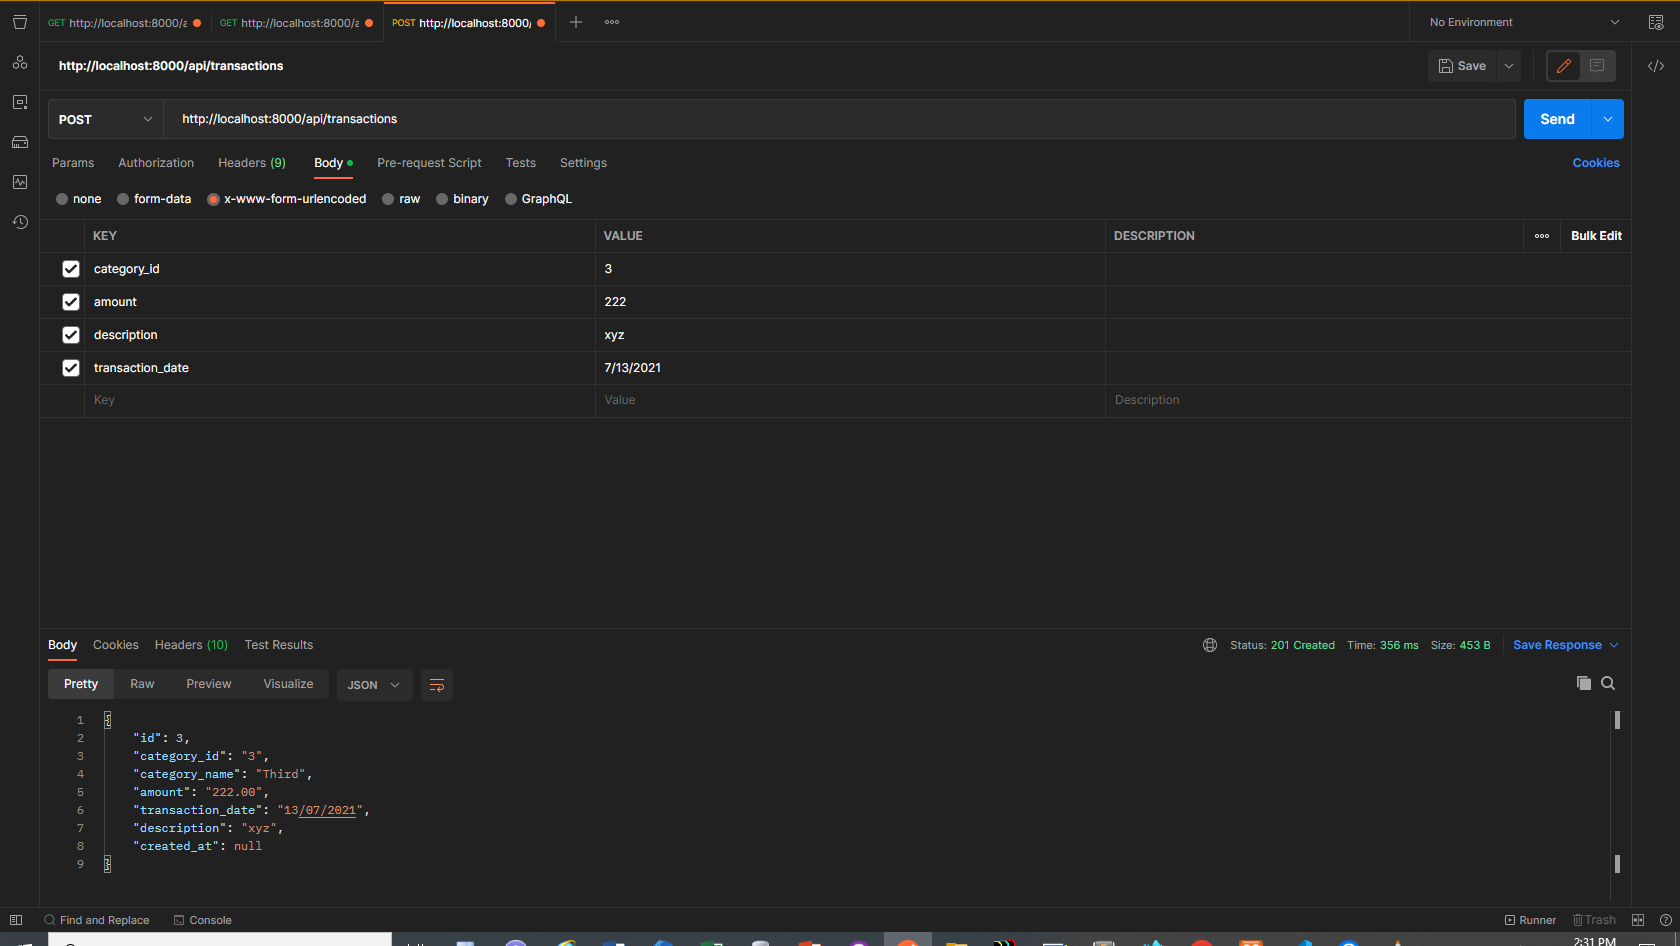 GET http://localhost:8000/a GET http://localhost:8000/a POST http://localhost:8000/ No Environment
http://localhost:8000/api/transactions Save
POST http://localhost:8000/api/transactions Send
Params Authorization Headers (9) Body Pre-request Script Tests Settings Cookies
none form-data x-www-form-urlencoded raw binary GraphQL
KEY VALUE DESCRIPTION Bulk Edit
category_id 3
amount 222
description xyz
transaction_date 7/13/2021
Key Value Description
Body Cookies Headers (10) Test Results Status: 201 Created Time: 356 ms Size: 453 B Save Response
Pretty Raw Preview Visualize JSON
1 {
2 "id": 3,
3 "category_id": "3",
4 "category_name": "Third",
5 "amount": "222.00",
6 "transaction_date": "13/07/2021",
7 "description": "xyz",
8 "created_at": null
9 }
Find and Replace Console Runner Trash
2:31 PM